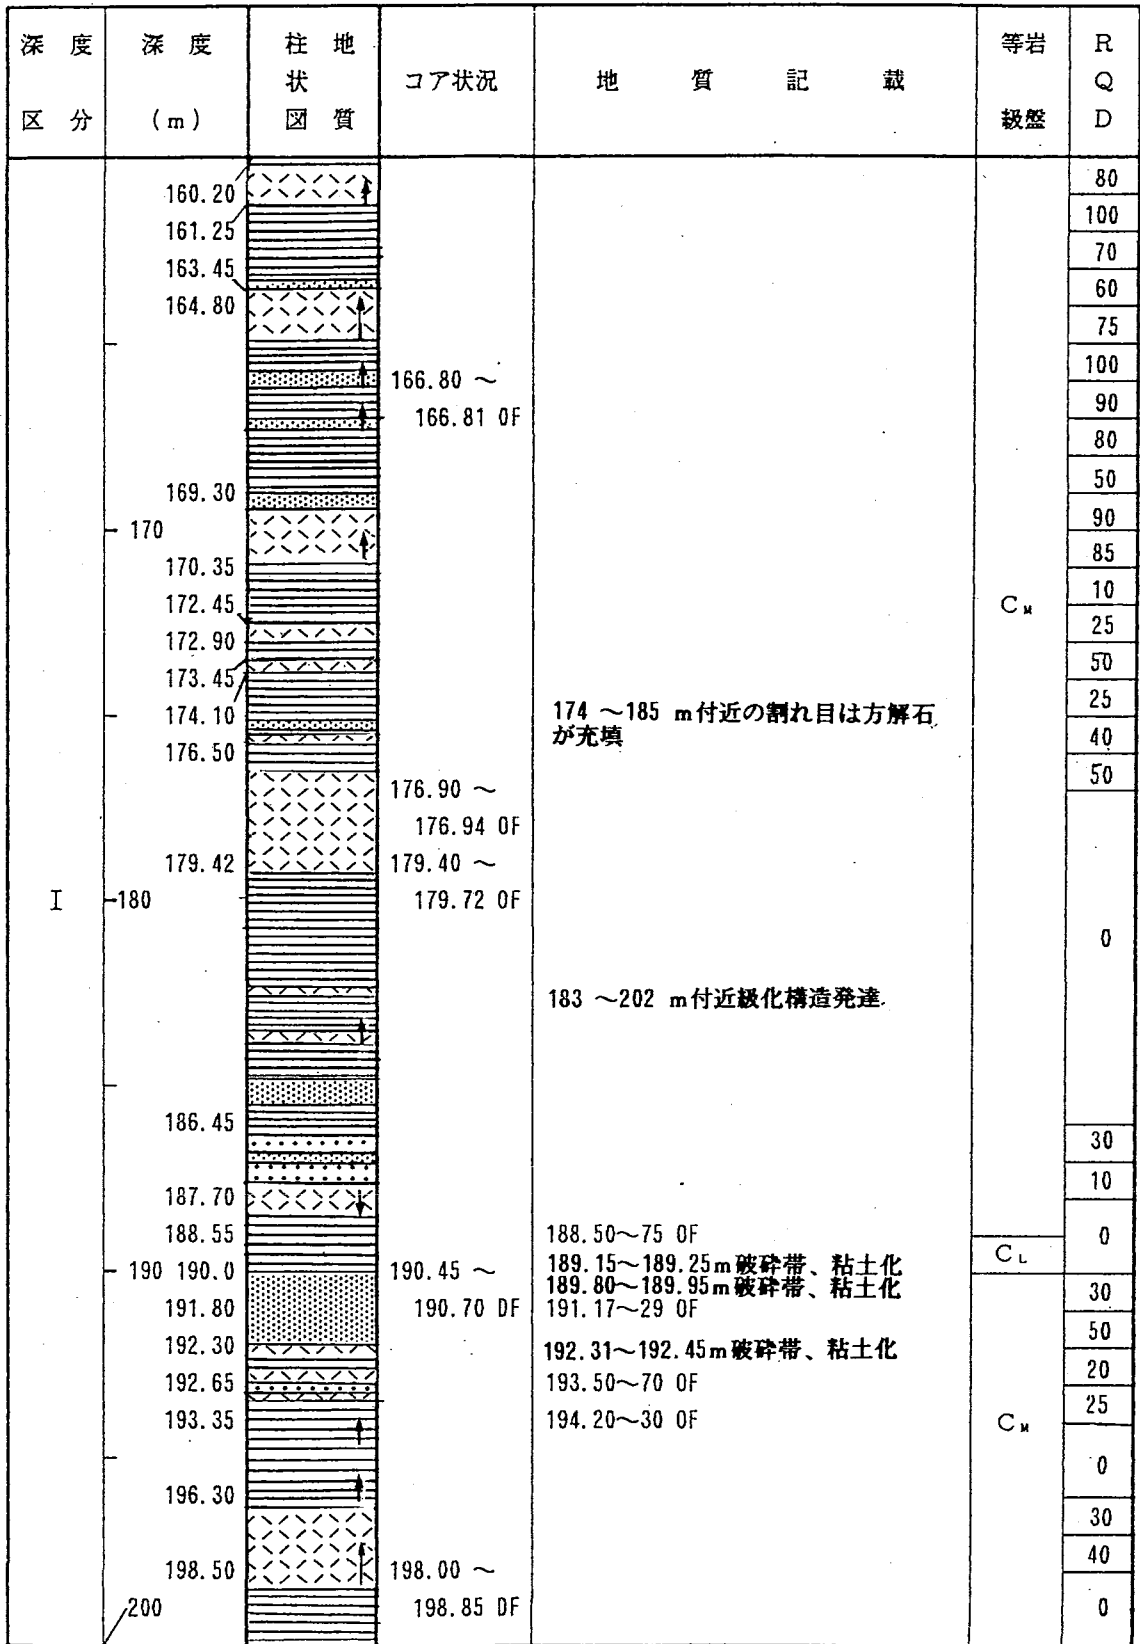 深 度 区 分
深 度 (m)
柱 地 状 図 質
コア状況
地 質 記 載
等岩 級盤
R Q D
160.20
161.25
163.45
164.80
169.30
170
170.35
172.45
172.90
173.45
174.10
176.50
179.42
180
186.45
187.70
188.55
190 190.0
191.80
192.30
192.65
193.35
196.30
198.50
200
I
166.80 ～
166.81 OF
176.90 ～
176.94 OF
179.40 ～
179.72 OF
190.45 ～
190.70 DF
198.00 ～
198.85 DF
174 ～185 m付近の割れ目は方解石
が充填
183 ～202 m付近級化構造発達
188.50～75 OF
189.15～189.25m破砕帯、粘土化
189.80～189.95m破砕帯、粘土化
191.17～29 OF
192.31～192.45m破砕帯、粘土化
193.50～70 OF
194.20～30 OF
CM
CL
CM
80
100
70
60
75
100
90
80
50
90
85
10
25
50
25
40
50
0
30
10
0
30
50
20
25
0
30
40
0